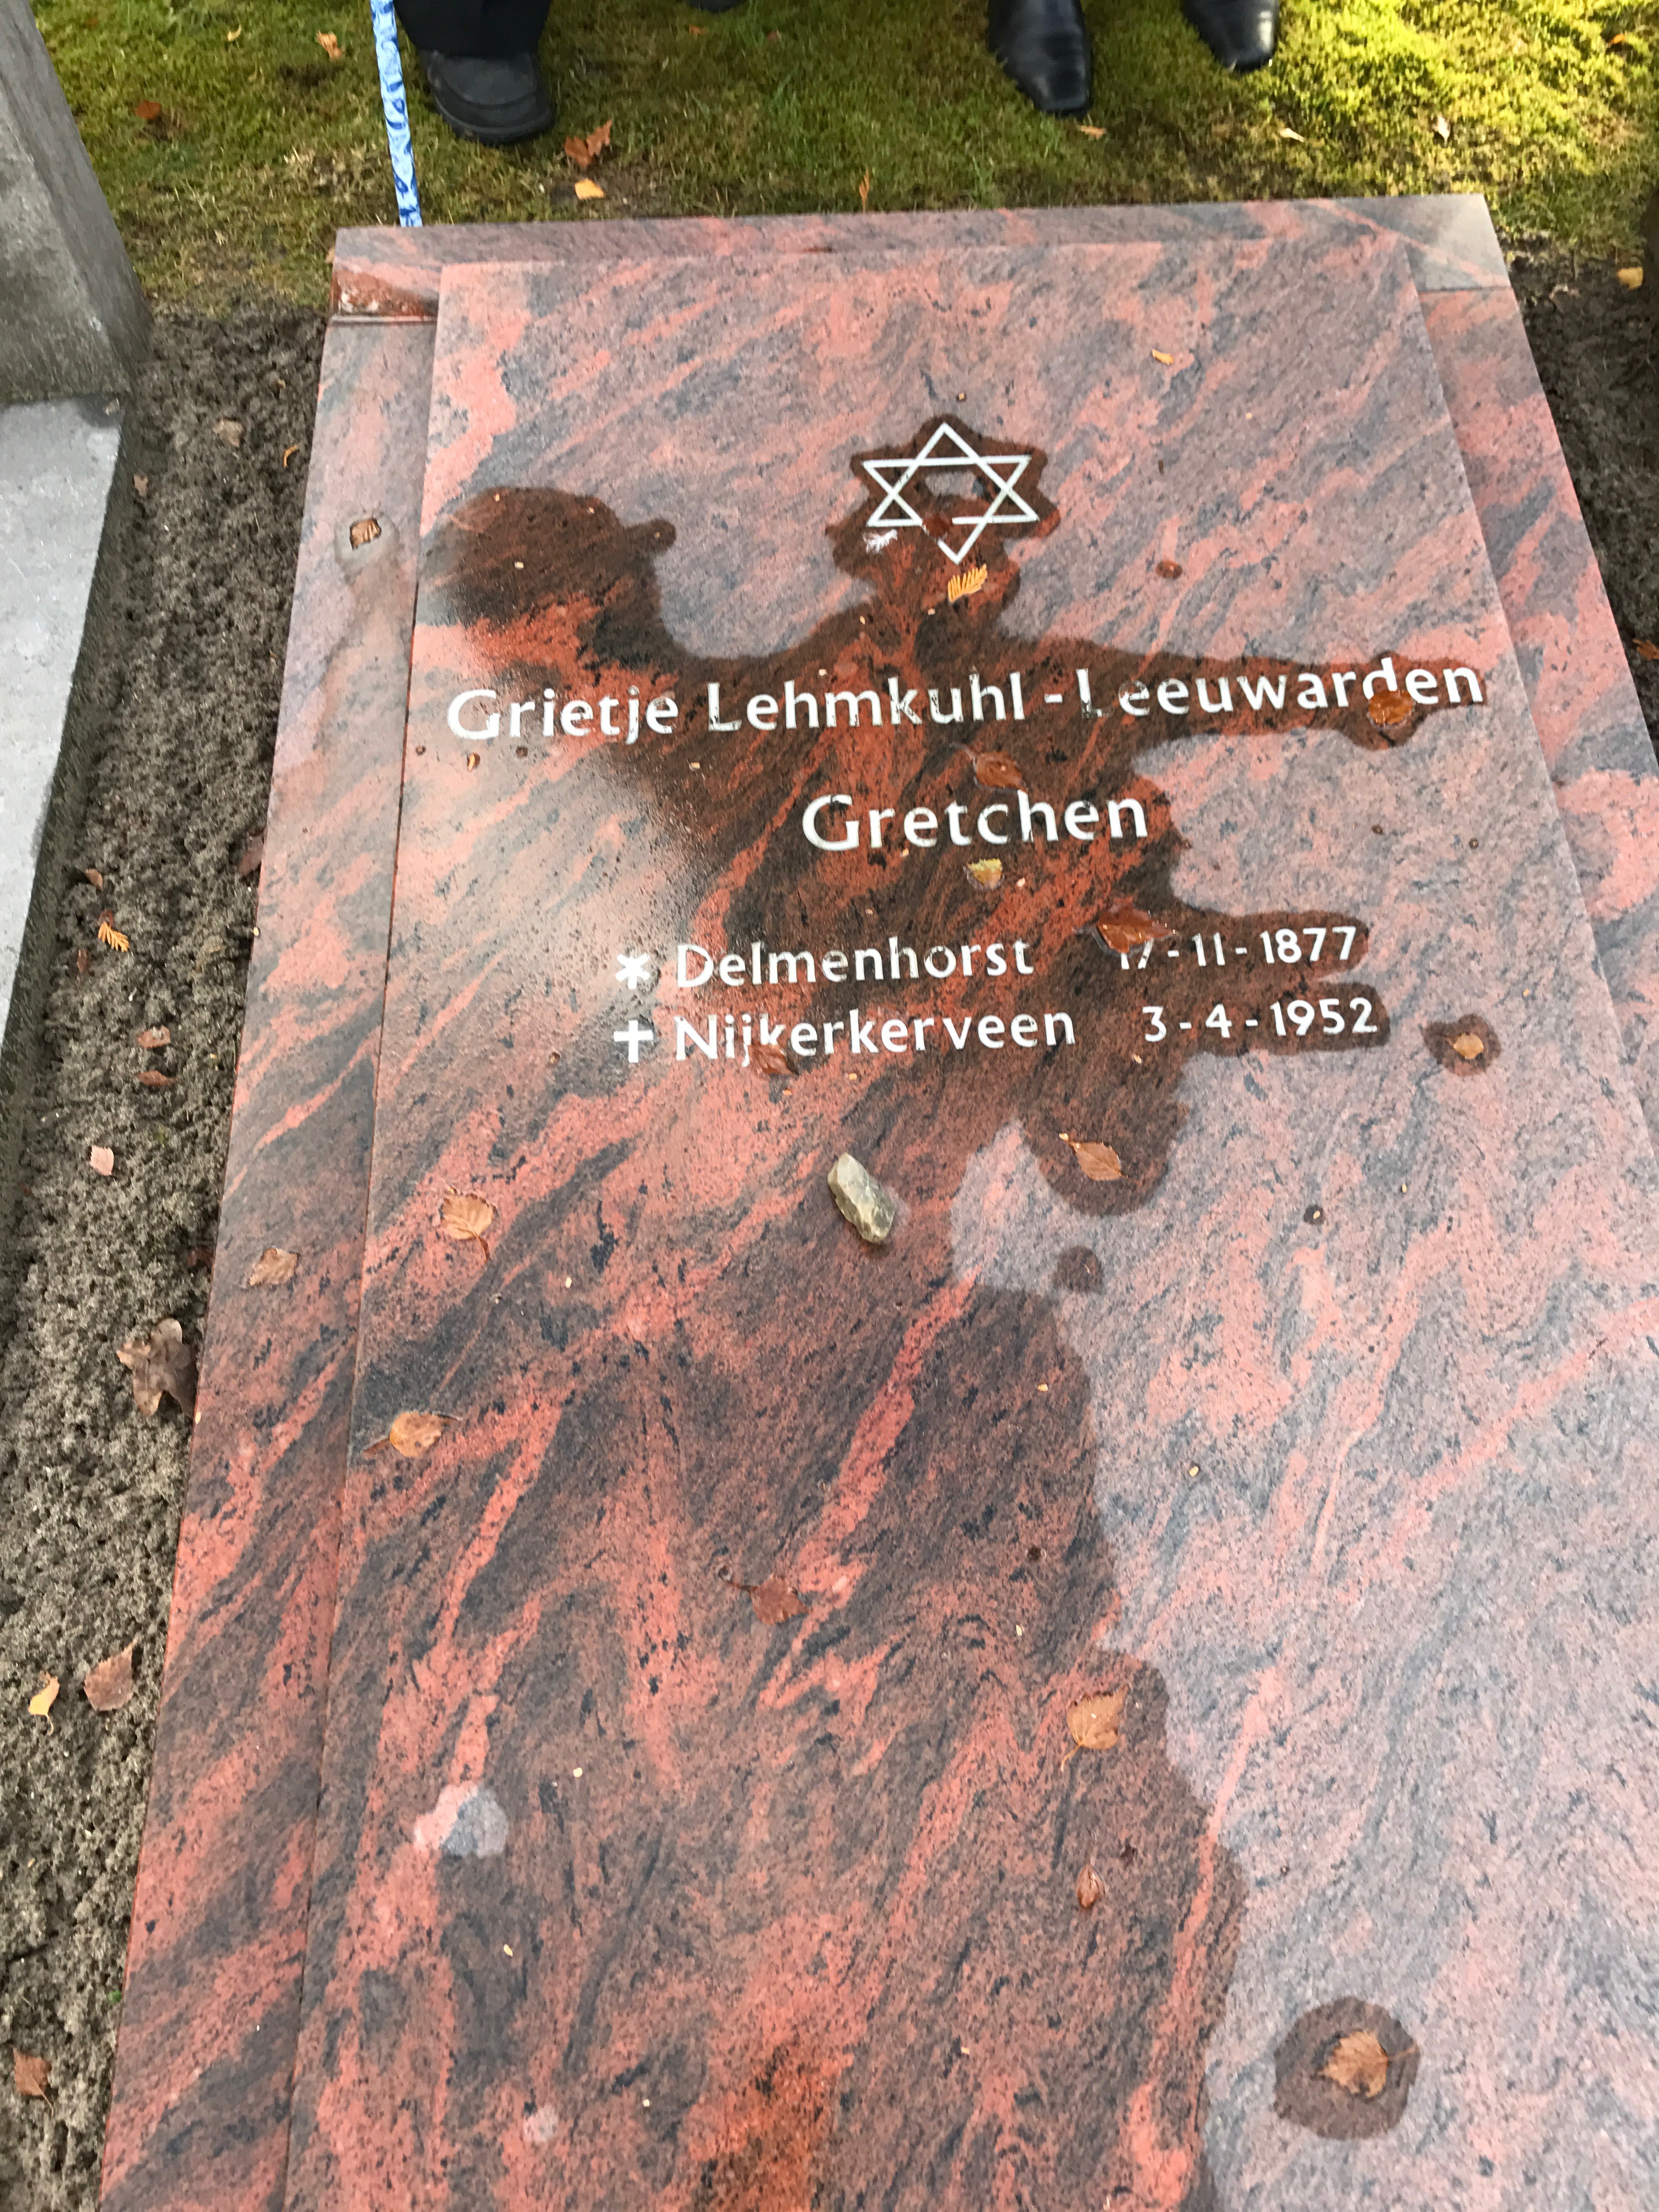 Grietje Lehmkuhl - Leeuwarden
Gretchen
* Delmenhorst 17-11-1877
† Nijkerkerveen 3-4-1952